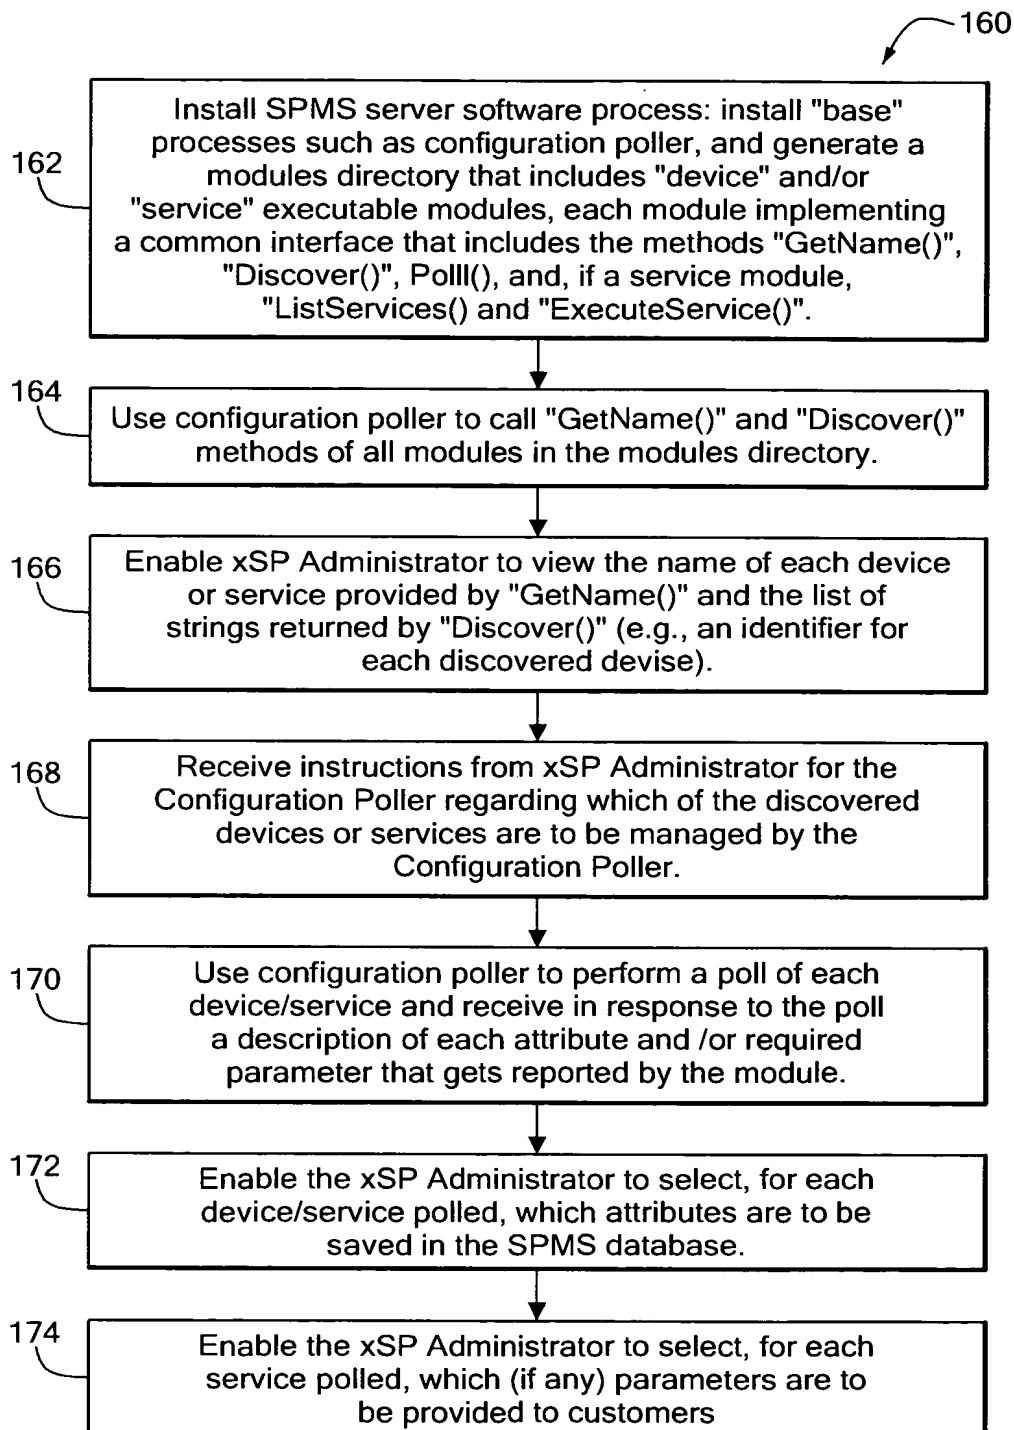 160
162
Install SPMS server software process: install "base"
processes such as configuration poller, and generate a
modules directory that includes "device" and/or
"service" executable modules, each module implementing
a common interface that includes the methods "GetName()",
"Discover()", Polll(), and, if a service module,
"ListServices() and "ExecuteService()".
164
Use configuration poller to call "GetName()" and "Discover()"
methods of all modules in the modules directory.
166
Enable xSP Administrator to view the name of each device
or service provided by "GetName()" and the list of
strings returned by "Discover()" (e.g., an identifier for
each discovered devise).
168
Receive instructions from xSP Administrator for the
Configuration Poller regarding which of the discovered
devices or services are to be managed by the
Configuration Poller.
170
Use configuration poller to perform a poll of each
device/service and receive in response to the poll
a description of each attribute and /or required
parameter that gets reported by the module.
172
Enable the xSP Administrator to select, for each
device/service polled, which attributes are to be
saved in the SPMS database.
174
Enable the xSP Administrator to select, for each
service polled, which (if any) parameters are to
be provided to customers